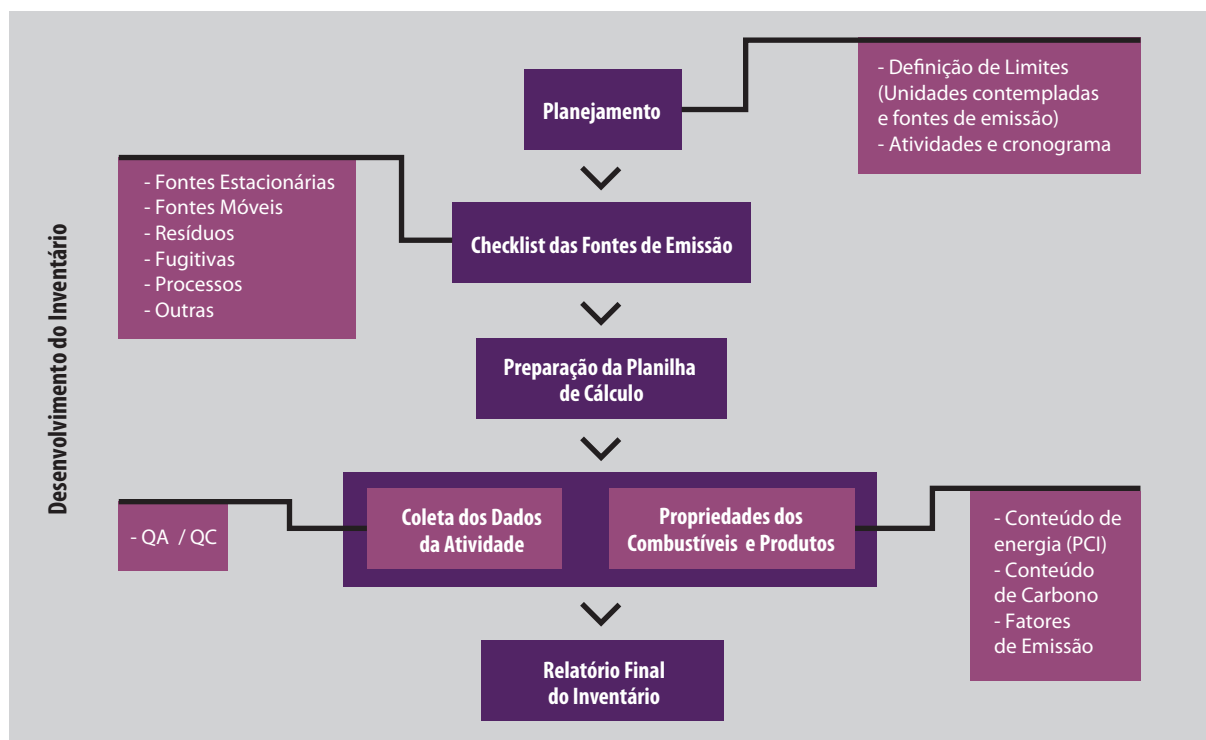 Desenvolvimento do Inventário
Planejamento
- Definição de Limites
(Unidades contempladas
e fontes de emissão)
- Atividades e cronograma
- Fontes Estacionárias
- Fontes Móveis
- Resíduos
- Fugitivas
- Processos
- Outras
Checklist das Fontes de Emissão
Preparação da Planilha
de Cálculo
- QA / QC
Coleta dos Dados
da Atividade
Propriedades dos
Combustíveis e Produtos
- Conteúdo de
energia (PCI)
- Conteúdo
de Carbono
- Fatores
de Emissão
Relatório Final
do Inventário